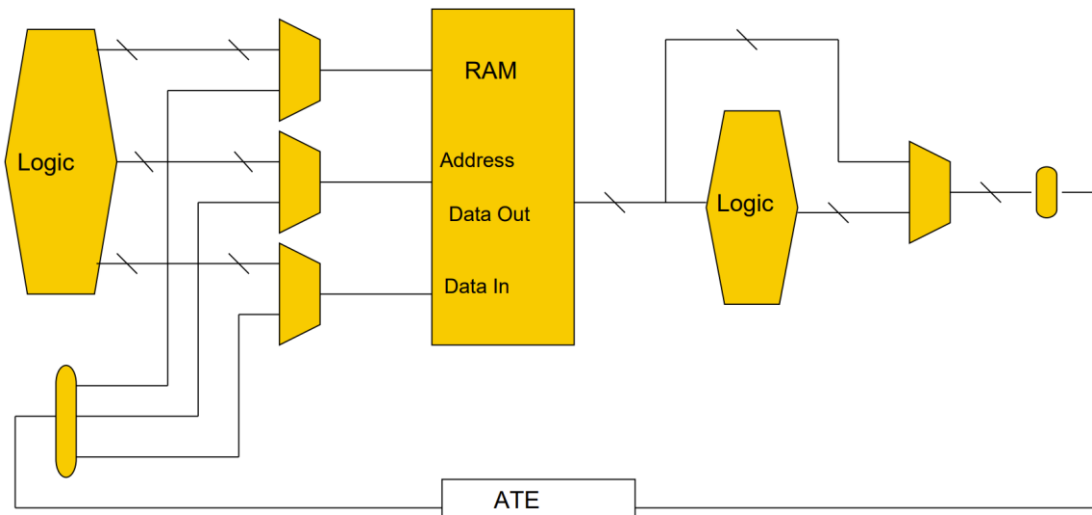 Logic
RAM
Address
Data Out
Data In
Logic
ATE